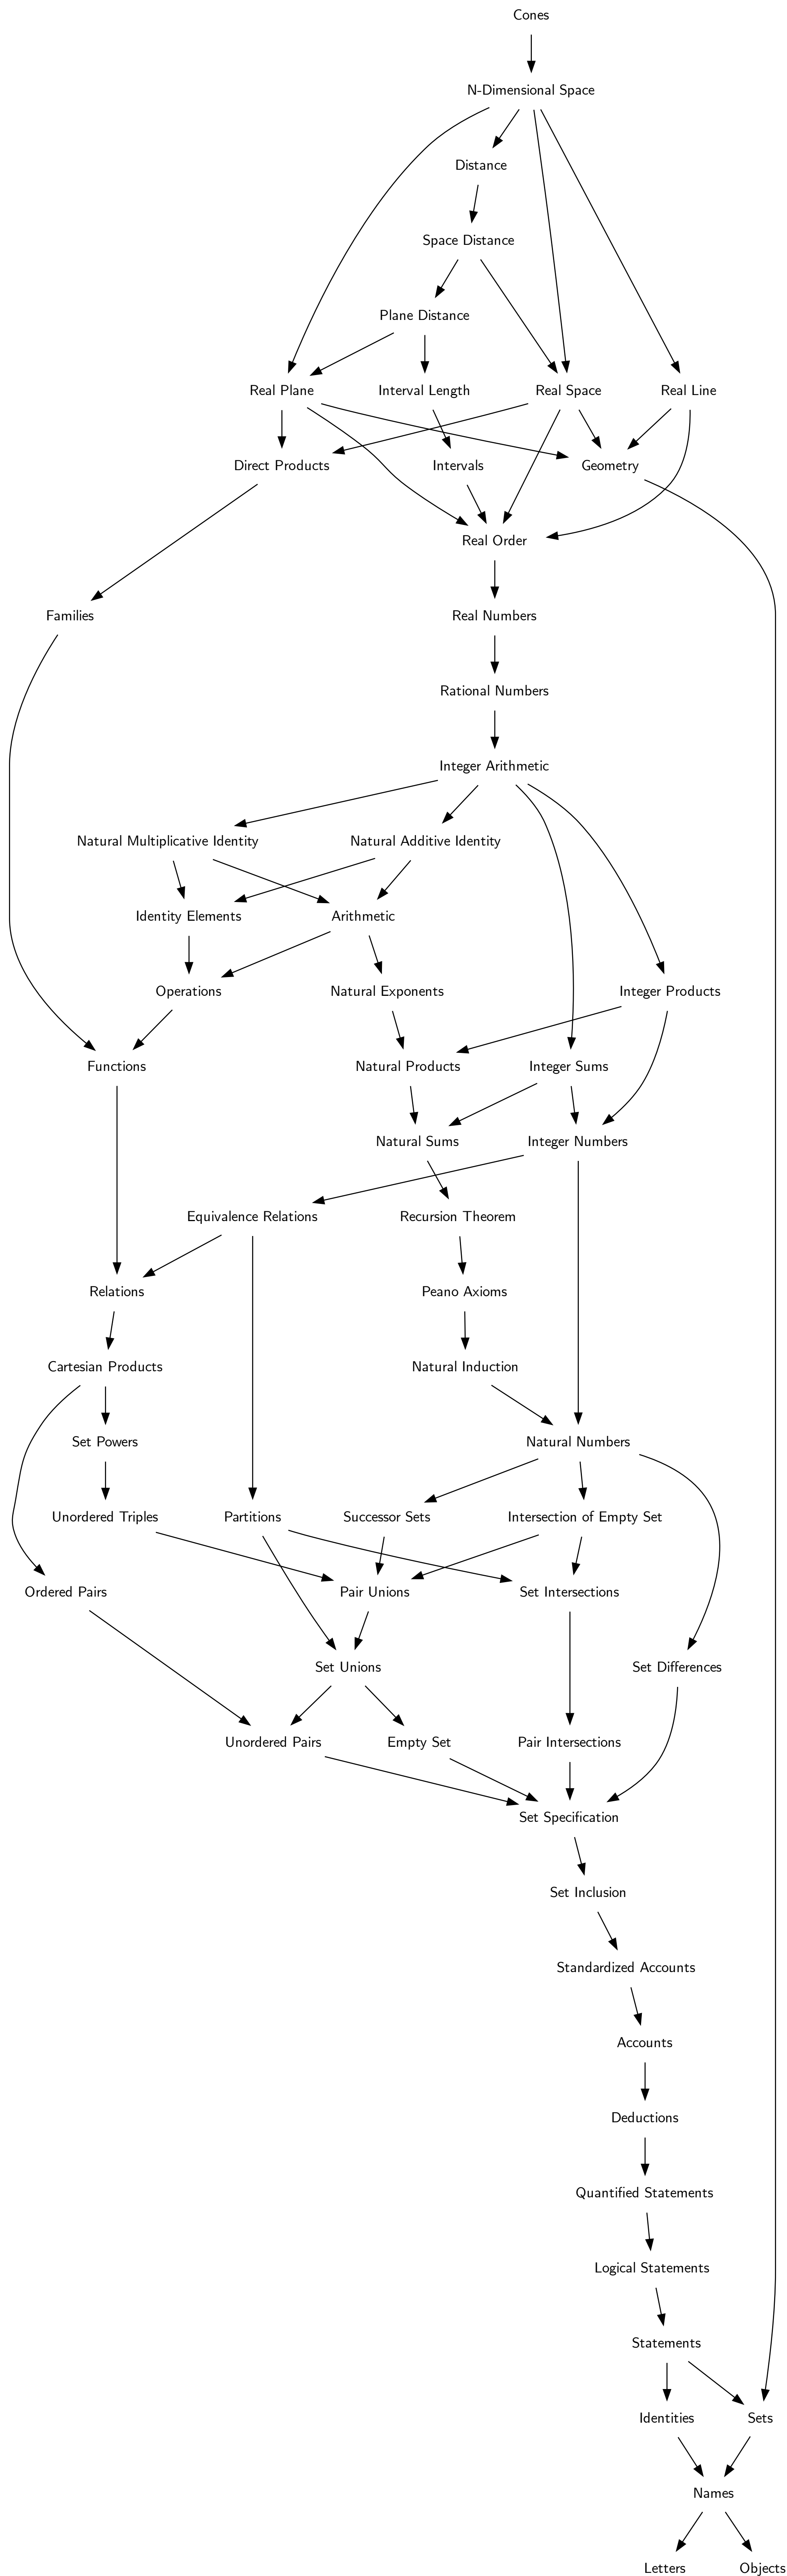 Cones
N-Dimensional Space
Distance
Space Distance
Plane Distance
Real Plane
Interval Length
Real Space
Real Line
Direct Products
Intervals
Geometry
Real Order
Families
Real Numbers
Rational Numbers
Integer Arithmetic
Natural Multiplicative Identity
Natural Additive Identity
Identity Elements
Arithmetic
Operations
Natural Exponents
Integer Products
Functions
Natural Products
Integer Sums
Natural Sums
Integer Numbers
Equivalence Relations
Recursion Theorem
Relations
Peano Axioms
Cartesian Products
Natural Induction
Set Powers
Natural Numbers
Unordered Triples
Partitions
Successor Sets
Intersection of Empty Set
Ordered Pairs
Pair Unions
Set Intersections
Set Unions
Set Differences
Unordered Pairs
Empty Set
Pair Intersections
Set Specification
Set Inclusion
Standardized Accounts
Accounts
Deductions
Quantified Statements
Logical Statements
Statements
Identities
Sets
Names
Letters
Objects